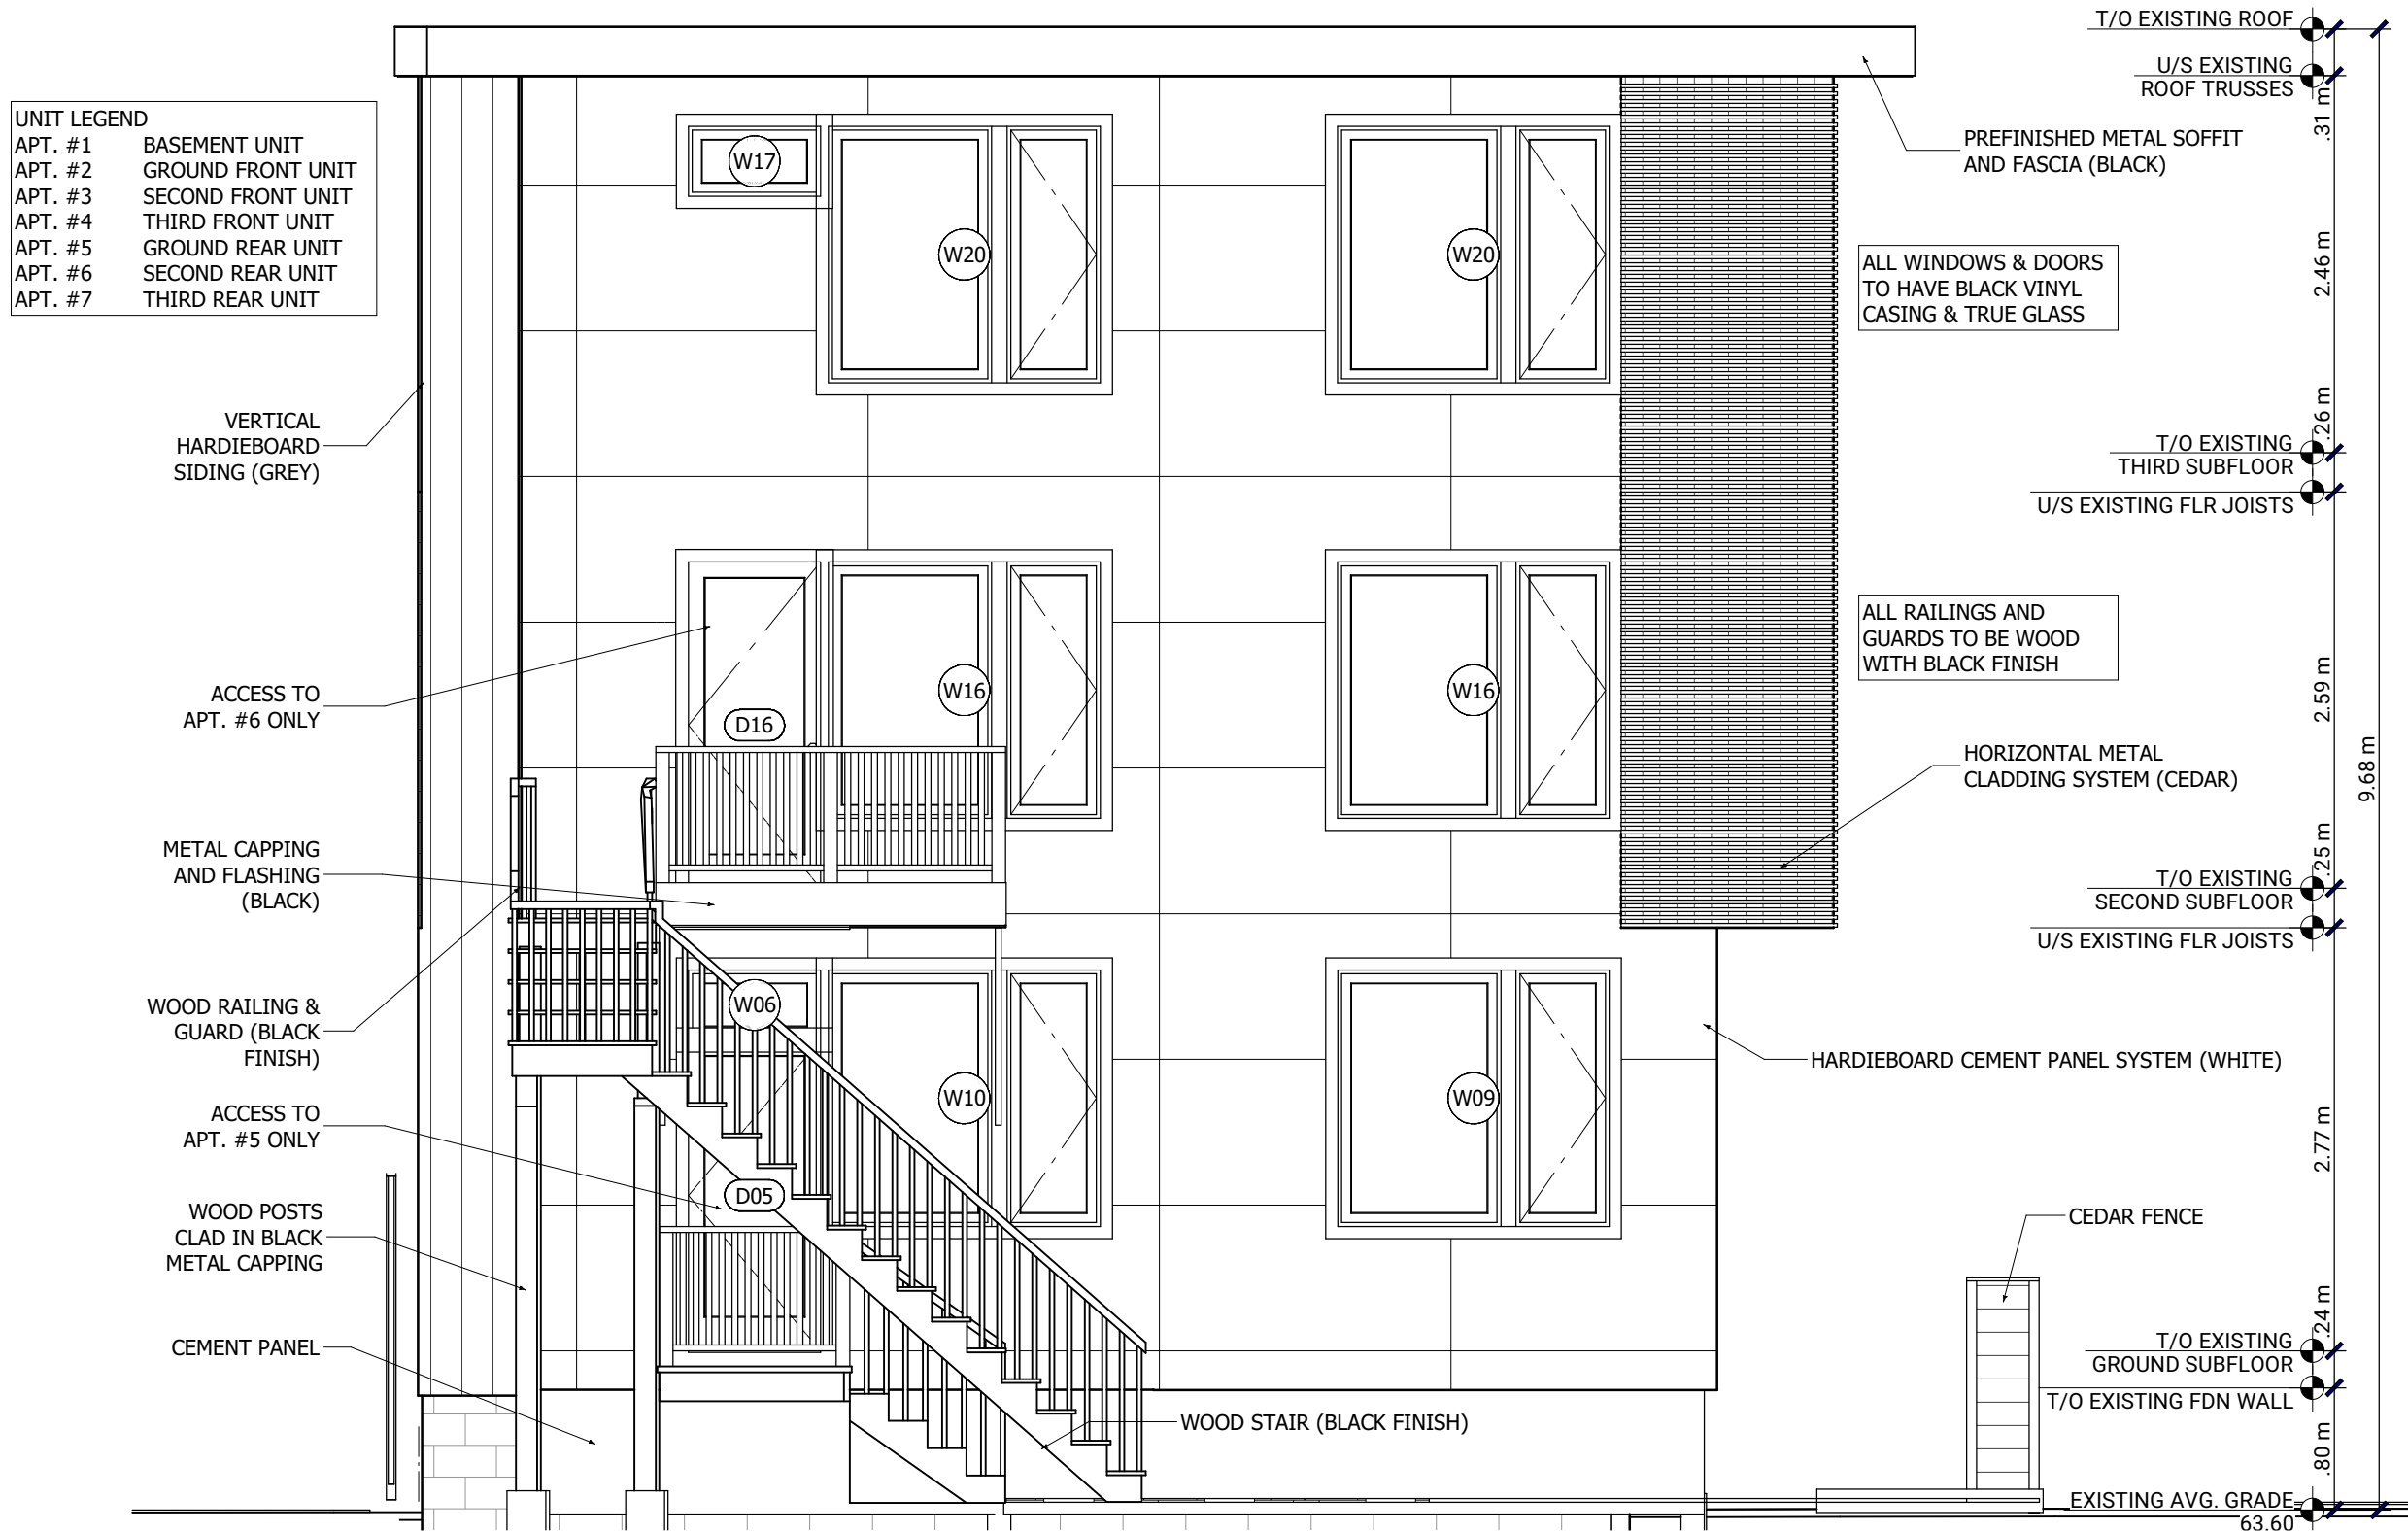 UNIT LEGEND
APT. #1 BASEMENT UNIT
APT. #2 GROUND FRONT UNIT
APT. #3 SECOND FRONT UNIT
APT. #4 THIRD FRONT UNIT
APT. #5 GROUND REAR UNIT
APT. #6 SECOND REAR UNIT
APT. #7 THIRD REAR UNIT
VERTICAL
HARDIEBOARD
SIDING (GREY)
ACCESS TO
APT. #6 ONLY
METAL CAPPING
AND FLASHING
(BLACK)
WOOD RAILING &
GUARD (BLACK
FINISH)
ACCESS TO
APT. #5 ONLY
WOOD POSTS
CLAD IN BLACK
METAL CAPPING
CEMENT PANEL
W17
W20
W20
D16
W16
W16
W06
W10
W09
D05
WOOD STAIR (BLACK FINISH)
PREFINISHED METAL SOFFIT
AND FASCIA (BLACK)
ALL WINDOWS & DOORS
TO HAVE BLACK VINYL
CASING & TRUE GLASS
ALL RAILINGS AND
GUARDS TO BE WOOD
WITH BLACK FINISH
HORIZONTAL METAL
CLADDING SYSTEM (CEDAR)
HARDIEBOARD CEMENT PANEL SYSTEM (WHITE)
CEDAR FENCE
T/O EXISTING ROOF
U/S EXISTING
ROOF TRUSSES
T/O EXISTING
THIRD SUBFLOOR
U/S EXISTING FLR JOISTS
T/O EXISTING
SECOND SUBFLOOR
U/S EXISTING FLR JOISTS
T/O EXISTING
GROUND SUBFLOOR
T/O EXISTING FDN WALL
EXISTING AVG. GRADE
63.60
.31 m
2.46 m
.26 m
2.59 m
.25 m
2.77 m
.24 m
.80 m
9.68 m